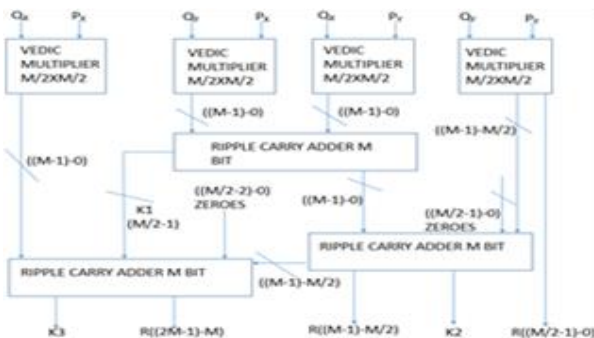 Qx Px Qy Px Qx Py Qy Py
VEDIC
MULTIPLIER
M/2XM/2
VEDIC
MULTIPLIER
M/2XM/2
VEDIC
MULTIPLIER
M/2XM/2
VEDIC
MULTIPLIER
M/2XM/2
((M-1)-0)
((M-1)-0)
((M-1)-M/2)
((M-1)-0)
RIPPLE CARRY ADDER M
BIT
K1
(M/2-1)
((M/2-2)-0)
ZEROES
((M-1)-0)
((M/2-1)-0)
ZEROES
RIPPLE CARRY ADDER M BIT
RIPPLE CARRY ADDER M BIT
((M-1)-M/2)
K3 R((2M-1)-M) R((M-1)-M/2) K2 R((M/2-1)-0)